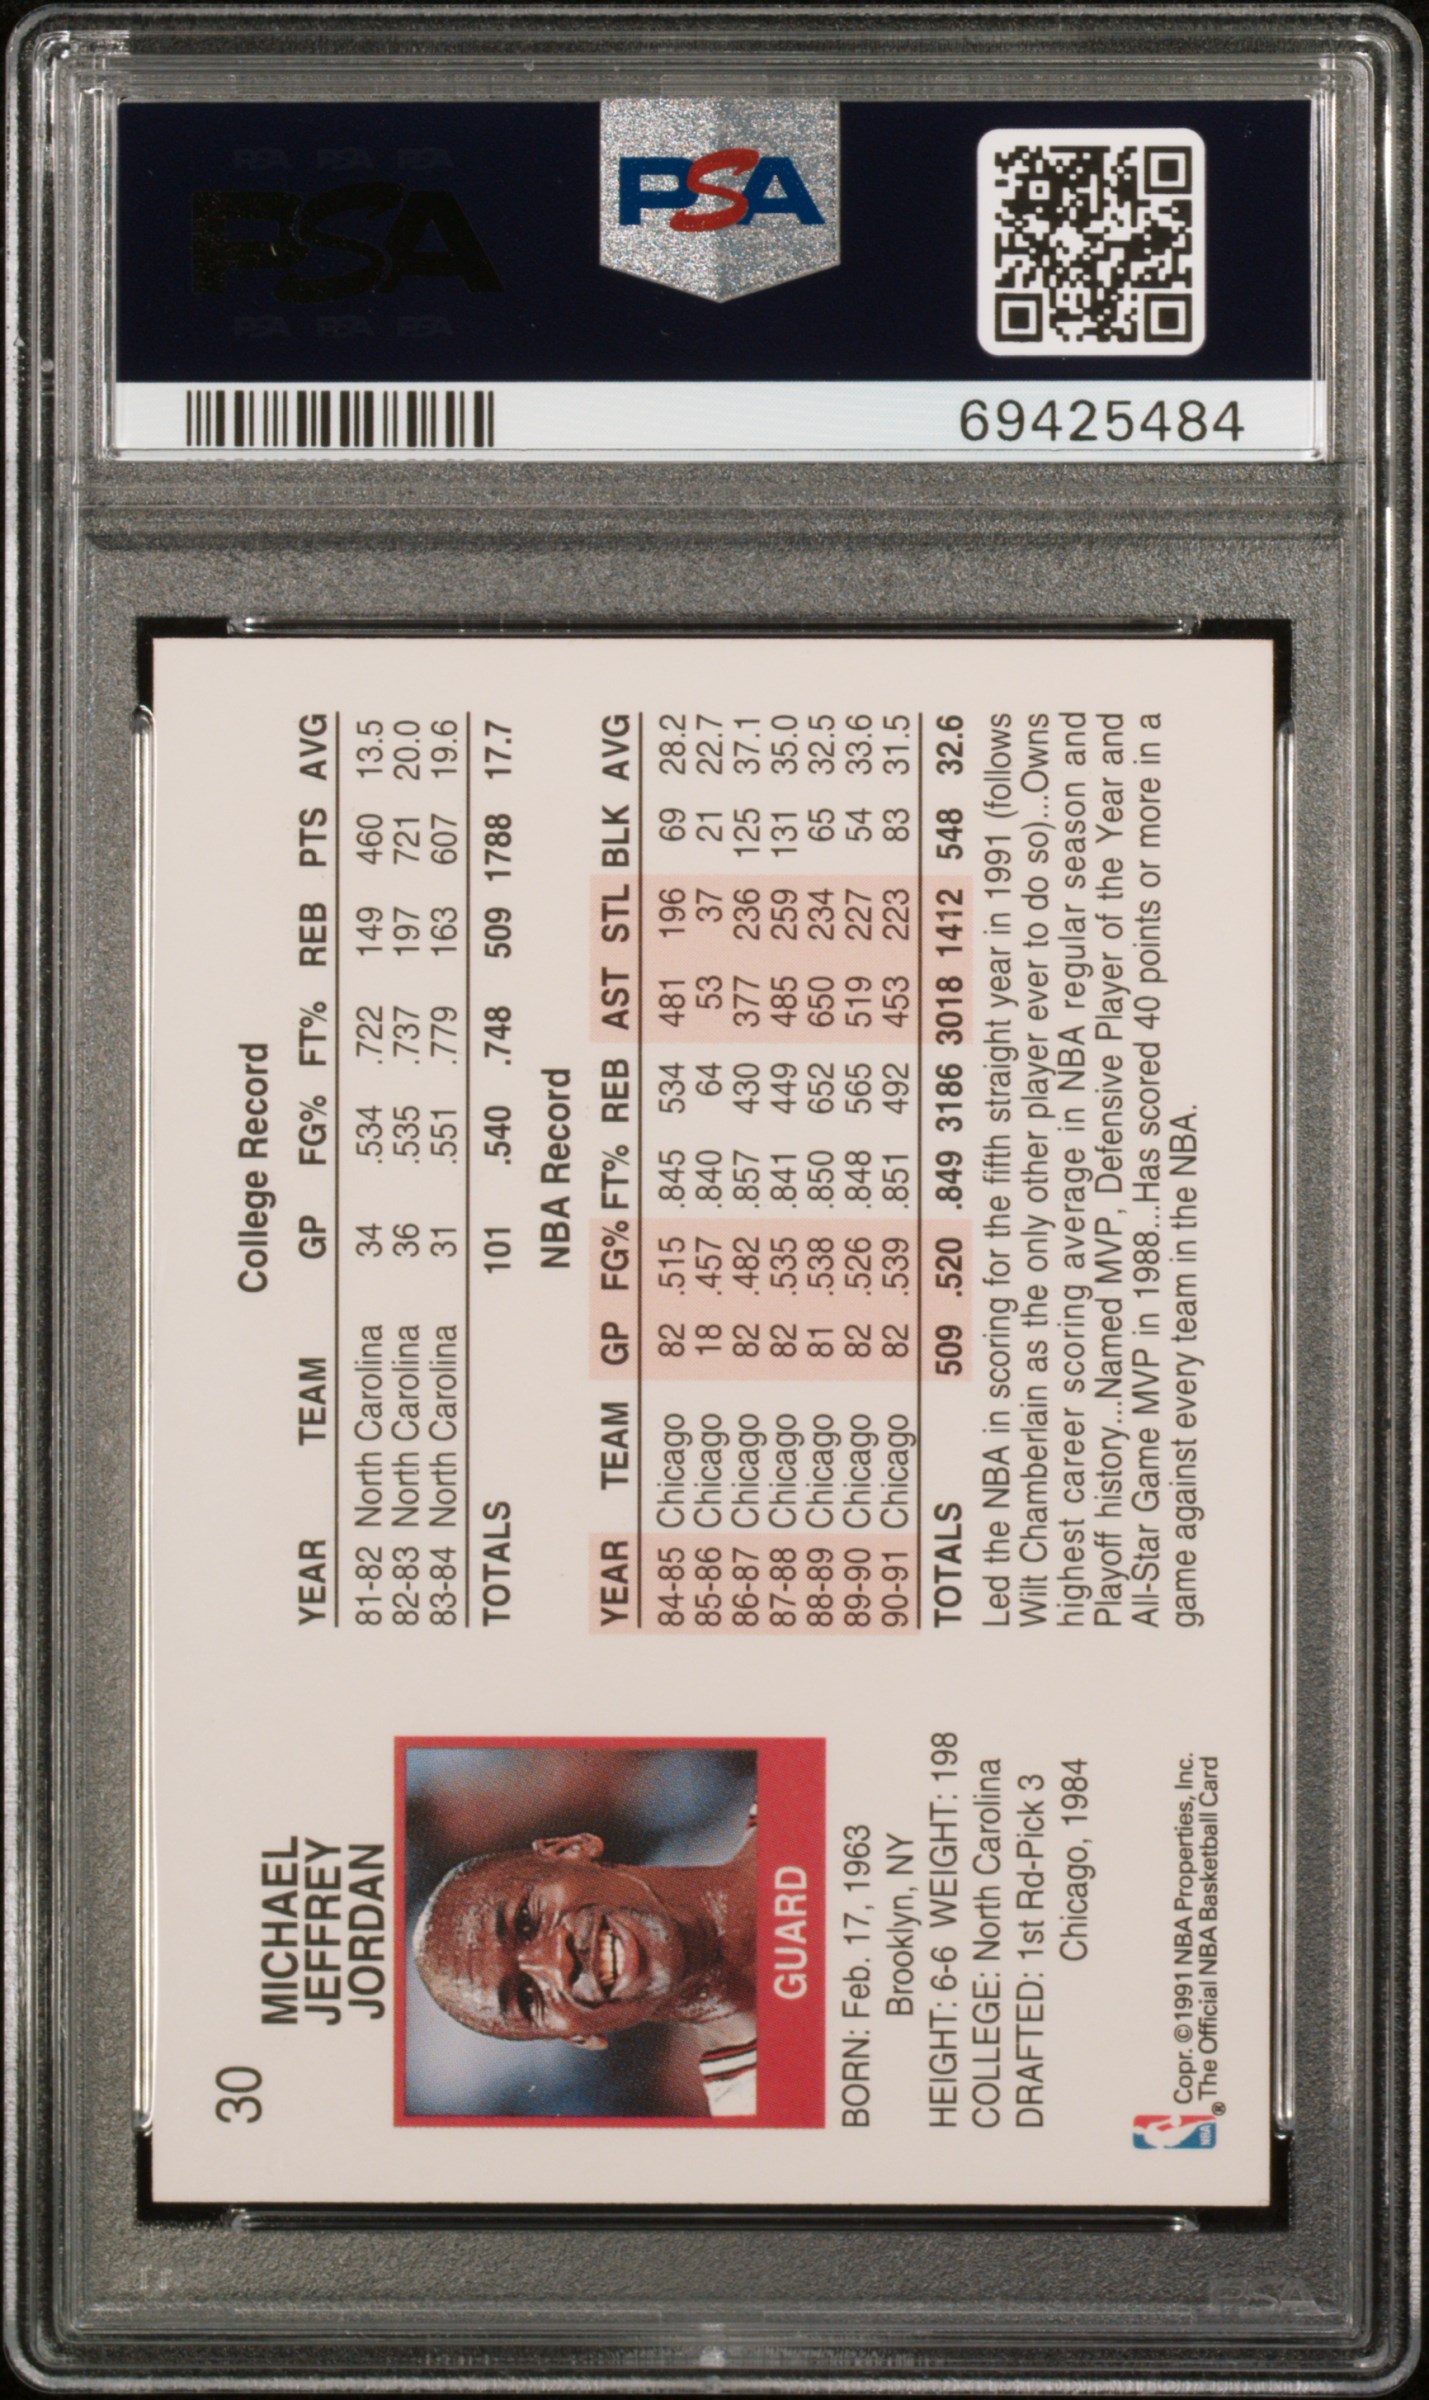 PSA PSA PSA
PSA
PSA PSA PSA
PSA
69425484
30
MICHAEL
JEFFREY
JORDAN
GUARD
BORN: Feb. 17, 1963
Brooklyn, NY
HEIGHT: 6-6 WEIGHT: 198
COLLEGE: North Carolina
DRAFTED: 1st Rd-Pick 3
Chicago, 1984
NBA
®
Copr. ©1991 NBA Properties, Inc.
The Official NBA Basketball Card
College Record
YEAR TEAM GP FG% FT% REB PTS AVG
81-82 North Carolina 34 .534 .722 149 460 13.5
82-83 North Carolina 36 .535 .737 197 721 20.0
83-84 North Carolina 31 .551 .779 163 607 19.6
TOTALS 101 .540 .748 509 1788 17.7
NBA Record
YEAR TEAM GP FG% FT% REB AST STL BLK AVG
84-85 Chicago 82 .515 .845 534 481 196 69 28.2
85-86 Chicago 18 .457 .840 64 53 37 21 22.7
86-87 Chicago 82 .482 .857 430 377 236 125 37.1
87-88 Chicago 82 .535 .841 449 485 259 131 35.0
88-89 Chicago 81 .538 .850 652 650 234 65 32.5
89-90 Chicago 82 .526 .848 565 519 227 54 33.6
90-91 Chicago 82 .539 .851 492 453 223 83 31.5
TOTALS 509 .520 .849 3186 3018 1412 548 32.6
Led the NBA in scoring for the fifth straight year in 1991 (follows
Wilt Chamberlain as the only other player ever to do so)...Owns
highest career scoring average in NBA regular season and
Playoff history...Named MVP, Defensive Player of the Year and
All-Star Game MVP in 1988...Has scored 40 points or more in a
game against every team in the NBA.
PSA